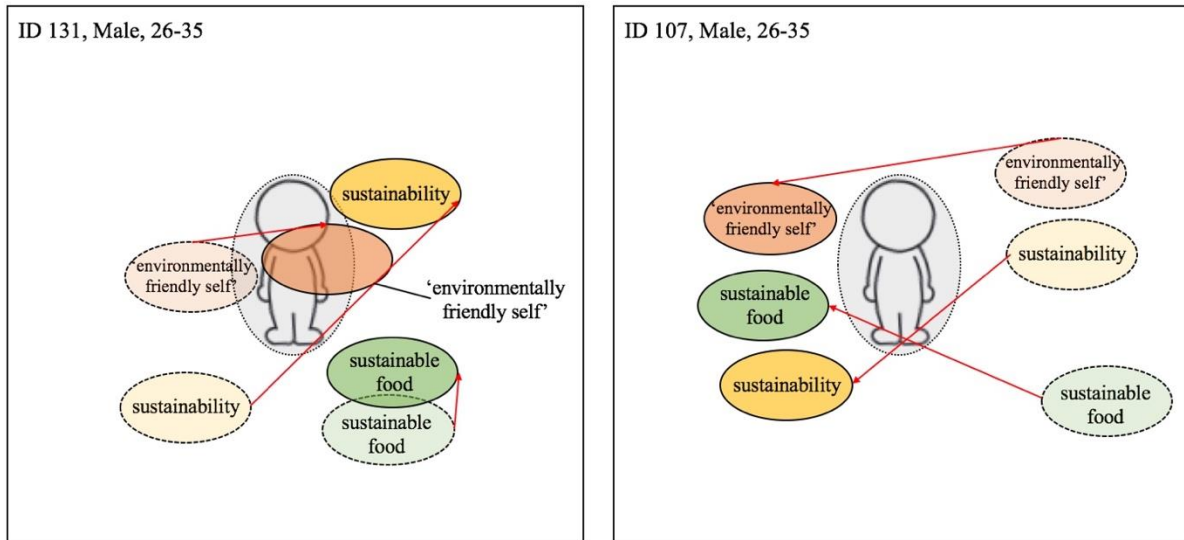 ID 131, Male, 26-35
sustainability
'environmentally
friendly self'
'environmentally
friendly self'
sustainable
food
sustainability
sustainable
food
ID 107, Male, 26-35
'environmentally
friendly self'
'environmentally
friendly self'
sustainability
sustainable
food
sustainability
sustainable
food